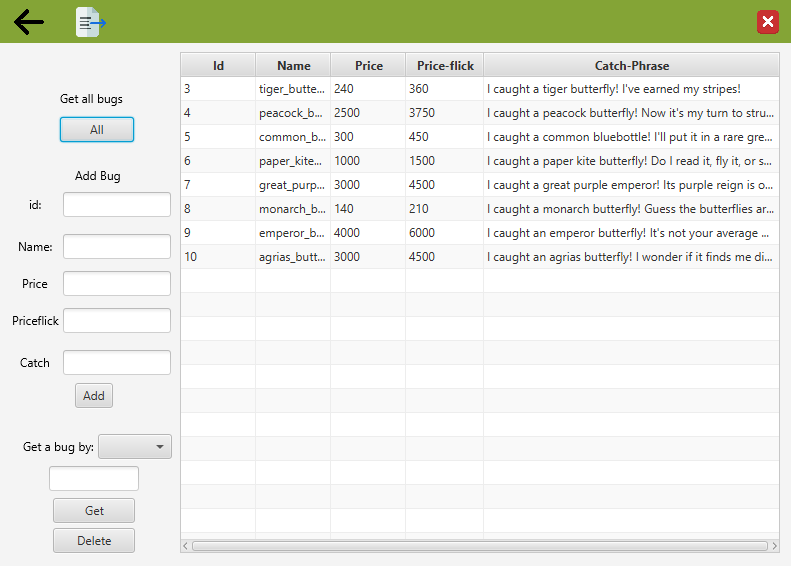 Get all bugs
All
Add Bug
id:
Name:
Price
Priceflick
Catch
Add
Get a bug by:
Get
Delete
Id Name Price Price-flick Catch-Phrase
3 tiger_butte... 240 360 I caught a tiger butterfly! I've earned my stripes!
4 peacock_b... 2500 3750 I caught a peacock butterfly! Now it's my turn to stru...
5 common_b... 300 450 I caught a common bluebottle! I'll put it in a rare gre...
6 paper_kite... 1000 1500 I caught a paper kite butterfly! Do I read it, fly it, or s...
7 great_purp... 3000 4500 I caught a great purple emperor! Its purple reign is o...
8 monarch_b... 140 210 I caught a monarch butterfly! Guess the butterflies ar...
9 emperor_b... 4000 6000 I caught an emperor butterfly! It's not your average ...
10 agrias_butt... 3000 4500 I caught an agrias butterfly! I wonder if it finds me di...